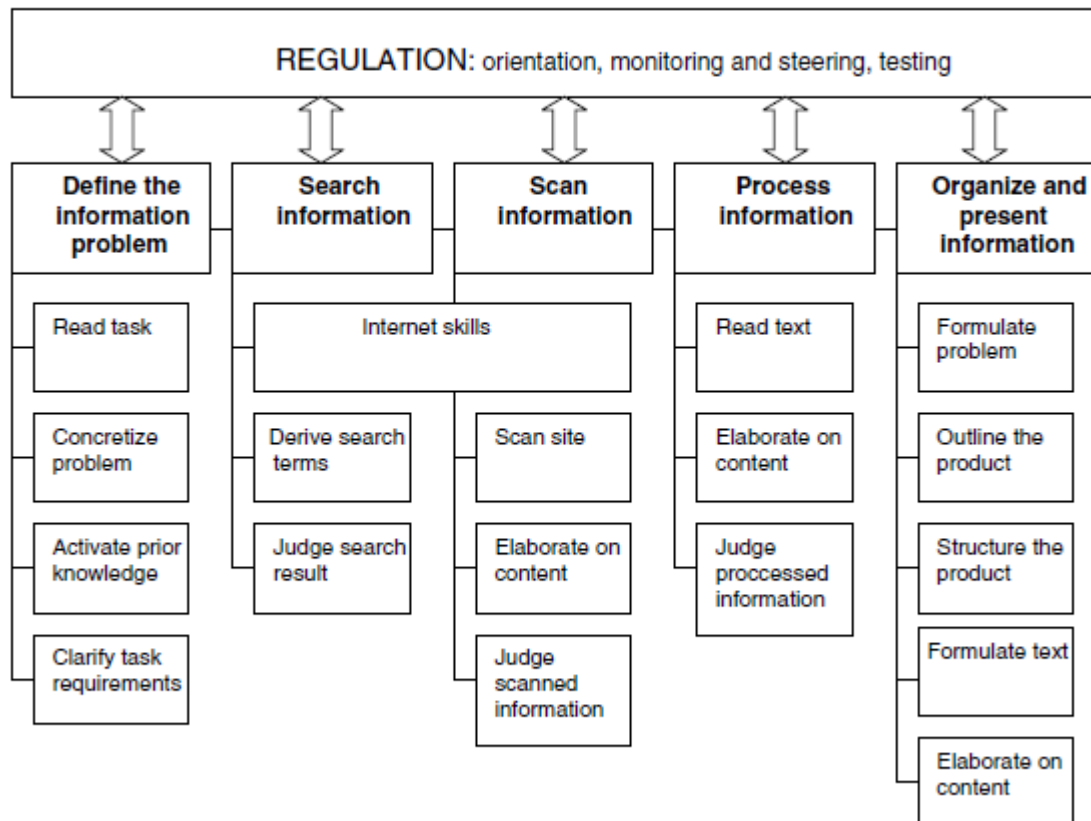 REGULATION: orientation, monitoring and steering, testing
Define the
information
problem
Search
information
Scan
information
Process
information
Organize and
present
information
Read task
Concretize
problem
Activate prior
knowledge
Clarify task
requirements
Internet skills
Derive search
terms
Judge search
result
Scan site
Elaborate on
content
Judge
scanned
information
Read text
Elaborate on
content
Judge
proccessed
information
Formulate
problem
Outline the
product
Structure the
product
Formulate text
Elaborate on
content